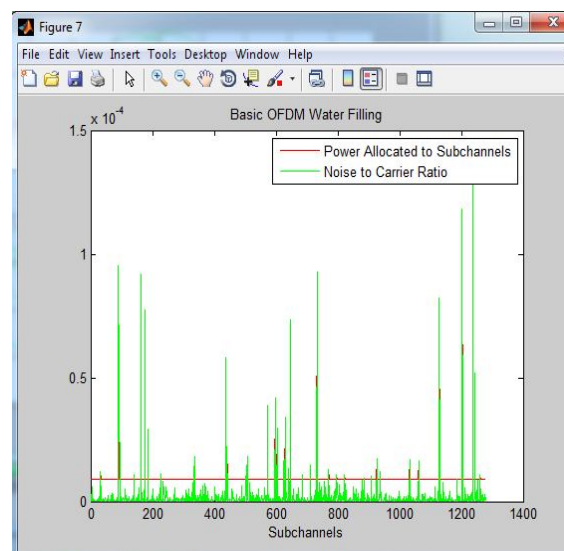 Figure 7
File Edit View Insert Tools Desktop Window Help
Basic OFDM Water Filling
x 10^-4
1.5
1
0.5
0
Power Allocated to Subchannels
Noise to Carrier Ratio
0 200 400 600 800 1000 1200 1400
Subchannels